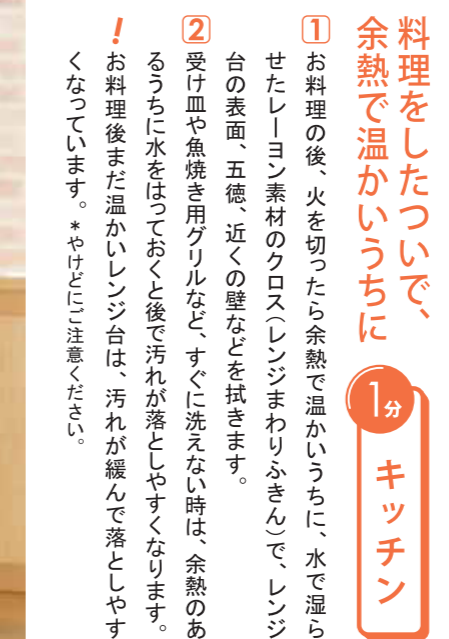 料理をしたついで、
余熱で温かいうちに
1分
キッチン
1
お料理の後、火を切ったら余熱で温かいうちに、水で湿ら
せたレーヨン素材のクロス(レンジまわりふきん)で、レンジ
台の表面、五徳、近くの壁などを拭きます。
2
受け皿や魚焼き用グリルなど、すぐに洗えない時は、余熱のあ
るうちに水をはっておくと後で汚れが落としやすくなります。
!
お料理後まだ温かいレンジ台は、汚れが緩んで落としやす
くなっています。*やけどにご注意ください。